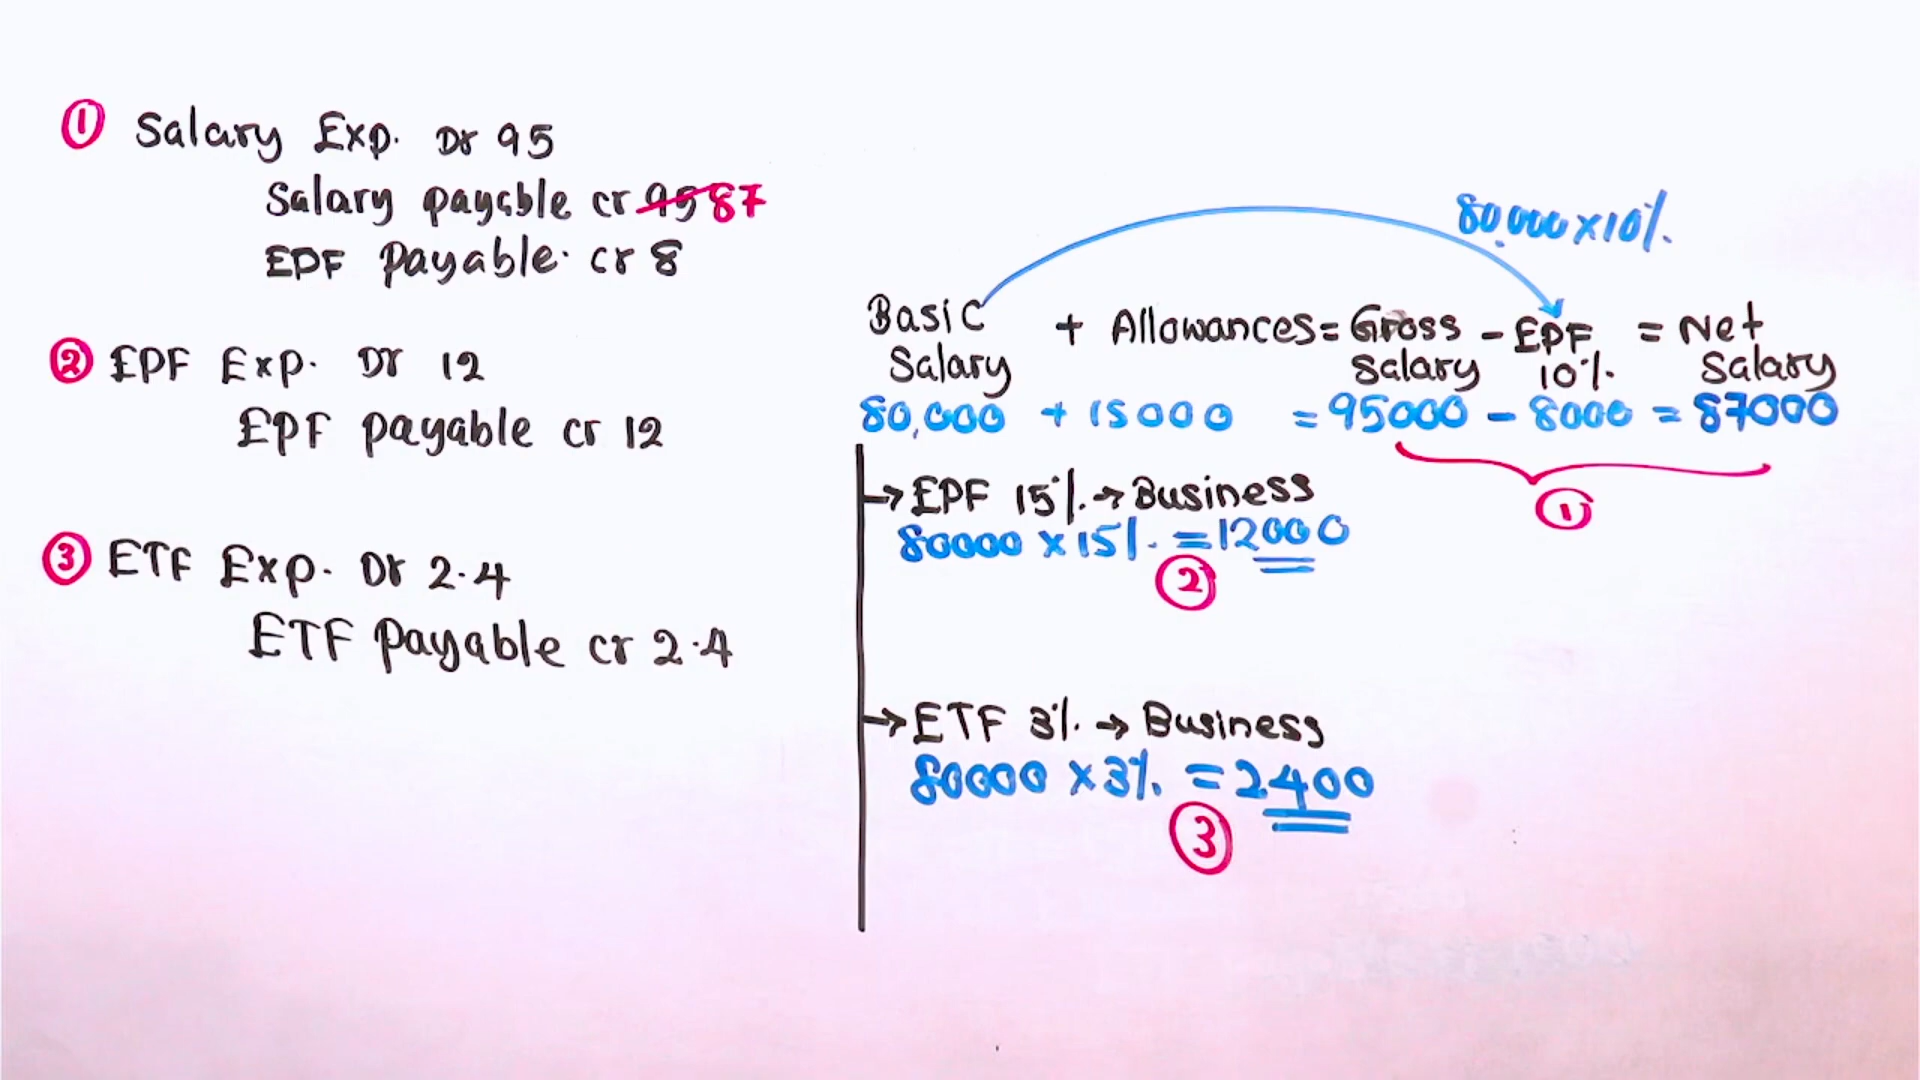 ① Salary Exp. Dr 95
Salary payable cr 95 87
EPF payable. cr 8
② EPF Exp. Dr 12
EPF payable cr 12
③ ETF Exp. Dr 2.4
ETF payable cr 2.4
80,000 x 10%.
Basic Salary + Allowances = Gross Salary - EPF 10%. = Net Salary
80,000 + 15000 = 95000 - 8000 = 87000
①
→ EPF 15%. → Business
80000 x 15%. = 12000
②
→ ETF 3%. → Business
80000 x 3%. = 2400
③